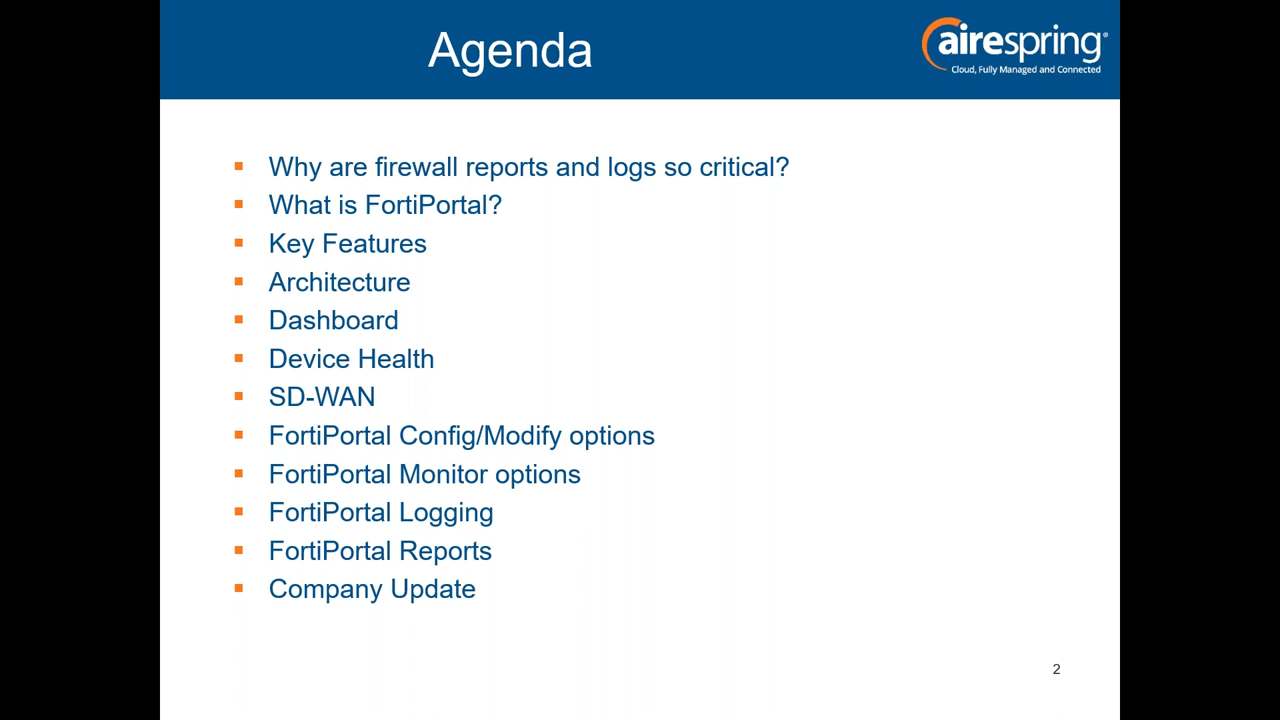 Agenda
airespring®
Cloud, Fully Managed and Connected
Why are firewall reports and logs so critical?
What is FortiPortal?
Key Features
Architecture
Dashboard
Device Health
SD-WAN
FortiPortal Config/Modify options
FortiPortal Monitor options
FortiPortal Logging
FortiPortal Reports
Company Update
2